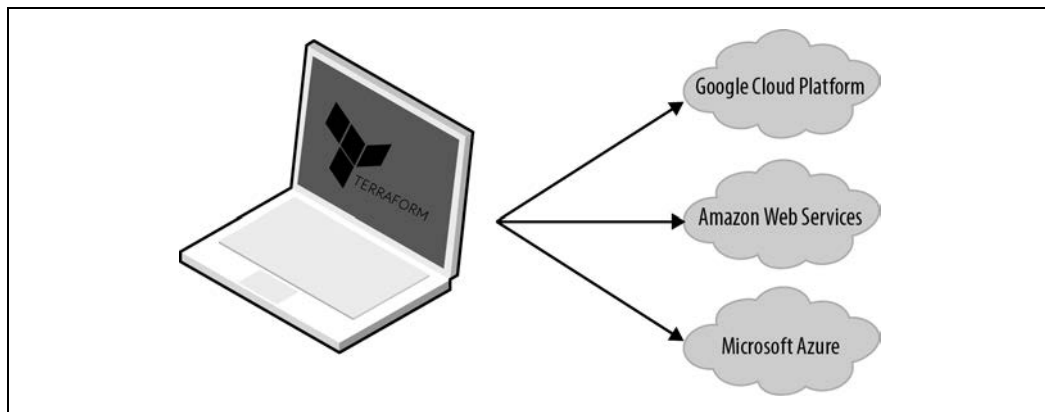 TERRAFORM
Google Cloud Platform
Amazon Web Services
Microsoft Azure